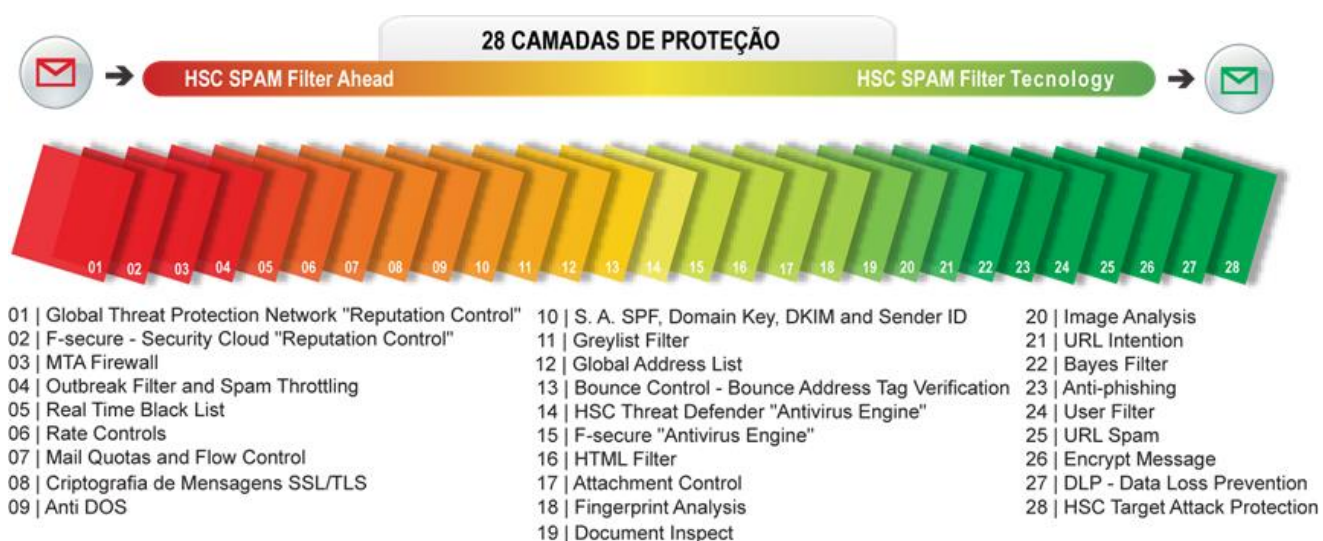 28 CAMADAS DE PROTEÇÃO
HSC SPAM Filter Ahead
HSC SPAM Filter Tecnology
01 02 03 04 05 06 07 08 09 10 11 12 13 14 15 16 17 18 19 20 21 22 23 24 25 26 27 28
01 | Global Threat Protection Network "Reputation Control"
02 | F-secure - Security Cloud "Reputation Control"
03 | MTA Firewall
04 | Outbreak Filter and Spam Throttling
05 | Real Time Black List
06 | Rate Controls
07 | Mail Quotas and Flow Control
08 | Criptografia de Mensagens SSL/TLS
09 | Anti DOS
10 | S. A. SPF, Domain Key, DKIM and Sender ID
11 | Greylist Filter
12 | Global Address List
13 | Bounce Control - Bounce Address Tag Verification
14 | HSC Threat Defender "Antivirus Engine"
15 | F-secure "Antivirus Engine"
16 | HTML Filter
17 | Attachment Control
18 | Fingerprint Analysis
19 | Document Inspect
20 | Image Analysis
21 | URL Intention
22 | Bayes Filter
23 | Anti-phishing
24 | User Filter
25 | URL Spam
26 | Encrypt Message
27 | DLP - Data Loss Prevention
28 | HSC Target Attack Protection